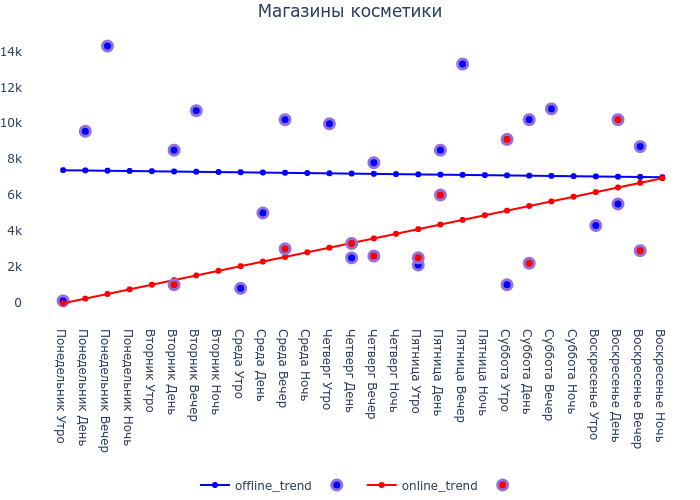 Магазины косметики
14k
12k
10k
8k
6k
4k
2k
0
Понедельник Утро
Понедельник День
Понедельник Вечер
Понедельник Ночь
Вторник Утро
Вторник День
Вторник Вечер
Вторник Ночь
Среда Утро
Среда День
Среда Вечер
Среда Ночь
Четверг Утро
Четверг День
Четверг Вечер
Четверг Ночь
Пятница Утро
Пятница День
Пятница Вечер
Пятница Ночь
Суббота Утро
Суббота День
Суббота Вечер
Суббота Ночь
Воскресенье Утро
Воскресенье День
Воскресенье Вечер
Воскресенье Ночь
offline_trend
online_trend